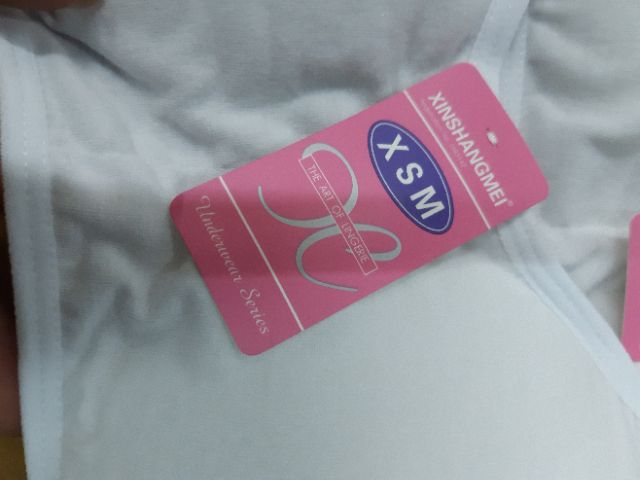 XINSHANGMEI®
XSM
THE ART OF LINGERIE
Underwear Series